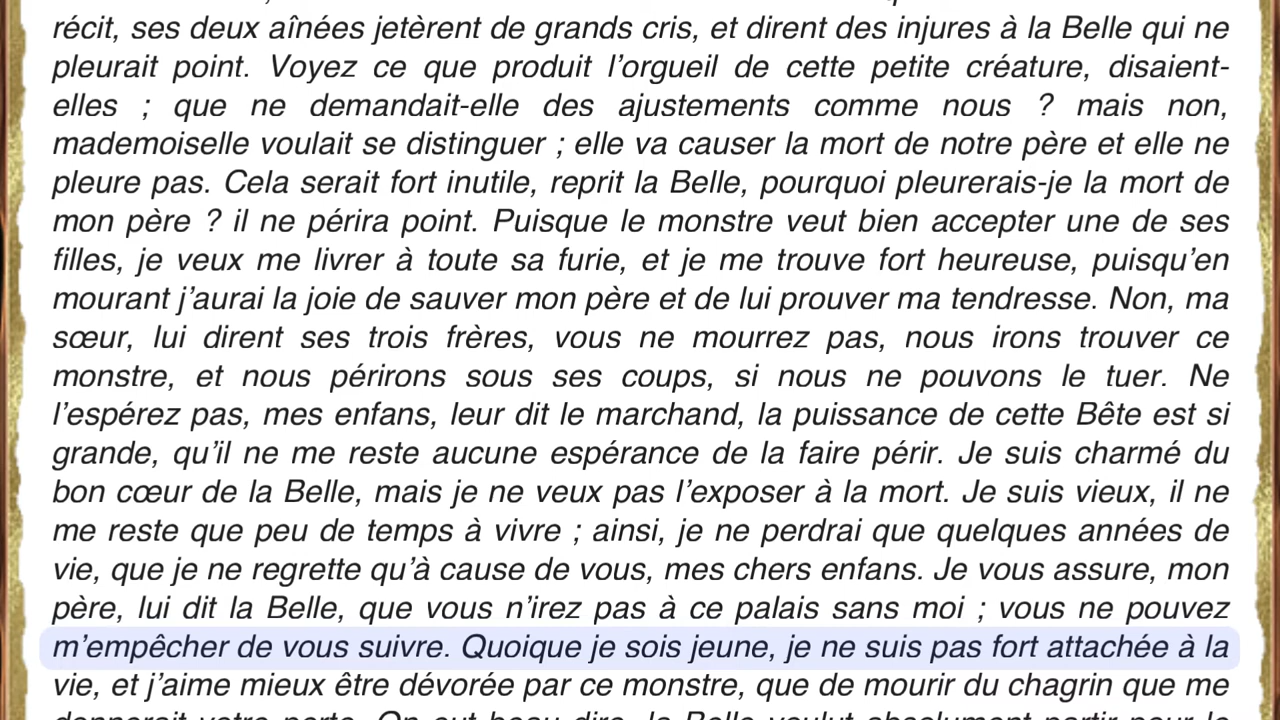 récit, ses deux aînées jetèrent de grands cris, et dirent des injures à la Belle qui ne
pleurait point. Voyez ce que produit l’orgueil de cette petite créature, disaient-
elles ; que ne demandait-elle des ajustements comme nous ? mais non,
mademoiselle voulait se distinguer ; elle va causer la mort de notre père et elle ne
pleure pas. Cela serait fort inutile, reprit la Belle, pourquoi pleurerais-je la mort de
mon père ? il ne périra point. Puisque le monstre veut bien accepter une de ses
filles, je veux me livrer à toute sa furie, et je me trouve fort heureuse, puisqu’en
mourant j’aurai la joie de sauver mon père et de lui prouver ma tendresse. Non, ma
sœur, lui dirent ses trois frères, vous ne mourrez pas, nous irons trouver ce
monstre, et nous périrons sous ses coups, si nous ne pouvons le tuer. Ne
l’espérez pas, mes enfans, leur dit le marchand, la puissance de cette Bête est si
grande, qu’il ne me reste aucune espérance de la faire périr. Je suis charmé du
bon cœur de la Belle, mais je ne veux pas l’exposer à la mort. Je suis vieux, il ne
me reste que peu de temps à vivre ; ainsi, je ne perdrai que quelques années de
vie, que je ne regrette qu’à cause de vous, mes chers enfans. Je vous assure, mon
père, lui dit la Belle, que vous n’irez pas à ce palais sans moi ; vous ne pouvez
m’empêcher de vous suivre. Quoique je sois jeune, je ne suis pas fort attachée à la
vie, et j’aime mieux être dévorée par ce monstre, que de mourir du chagrin que me
donnerait votre perte. On eut beau dire, la Belle voulut absolument partir pour le